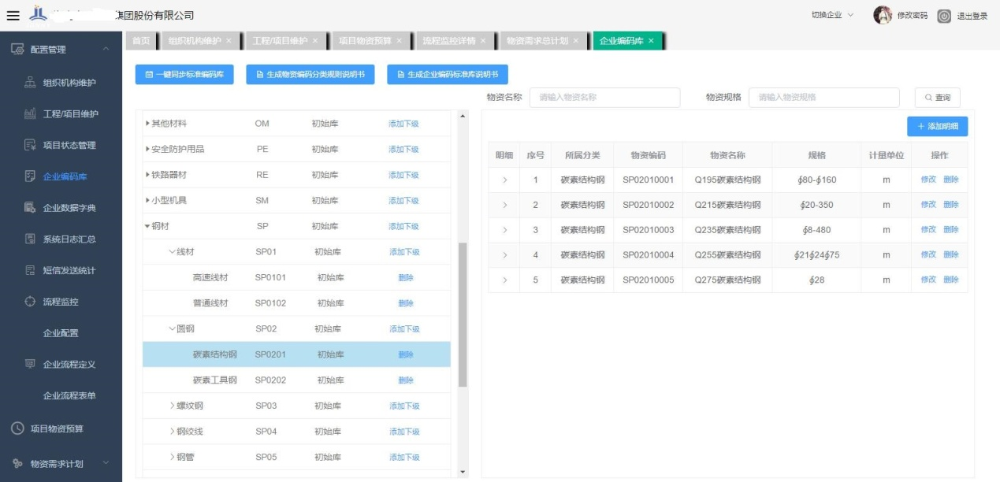 集团股份有限公司
切换企业
修改密码
退出登录
首页
组织机构维护 ×
工程/项目维护 ×
项目物资预算 ×
流程监控详情 ×
物资需求总计划 ×
企业编码库 ×
配置管理
组织机构维护
工程/项目维护
项目状态管理
企业编码库
企业数据字典
系统日志汇总
短信发送统计
流程监控
企业配置
企业流程定义
企业流程表单
项目物资预算
物资需求计划
一键同步标准编码库
生成物资编码分类规则说明书
生成企业编码标准库说明书
其他材料 OM 初始库 添加下级
安全防护用品 PE 初始库 添加下级
铁路器材 RE 初始库 添加下级
小型机具 SM 初始库 添加下级
钢材 SP 初始库 添加下级
线材 SP01 初始库 添加下级
高速线材 SP0101 初始库 删除
普通线材 SP0102 初始库 删除
圆钢 SP02 初始库 添加下级
碳素结构钢 SP0201 初始库 删除
碳素工具钢 SP0202 初始库 删除
螺纹钢 SP03 初始库 添加下级
钢绞线 SP04 初始库 添加下级
钢管 SP05 初始库 添加下级
物资名称 请输入物资名称 物资规格 请输入物资规格 查询
+ 添加明细
明细 序号 所属分类 物资编码 物资名称 规格 计量单位 操作
1 碳素结构钢 SP02010001 Q195碳素结构钢 ∮80-∮160 m 修改 删除
2 碳素结构钢 SP02010002 Q215碳素结构钢 ∮20-350 m 修改 删除
3 碳素结构钢 SP02010003 Q235碳素结构钢 ∮8-480 m 修改 删除
4 碳素结构钢 SP02010004 Q255碳素结构钢 ∮21∮24∮75 m 修改 删除
5 碳素结构钢 SP02010005 Q275碳素结构钢 ∮28 m 修改 删除